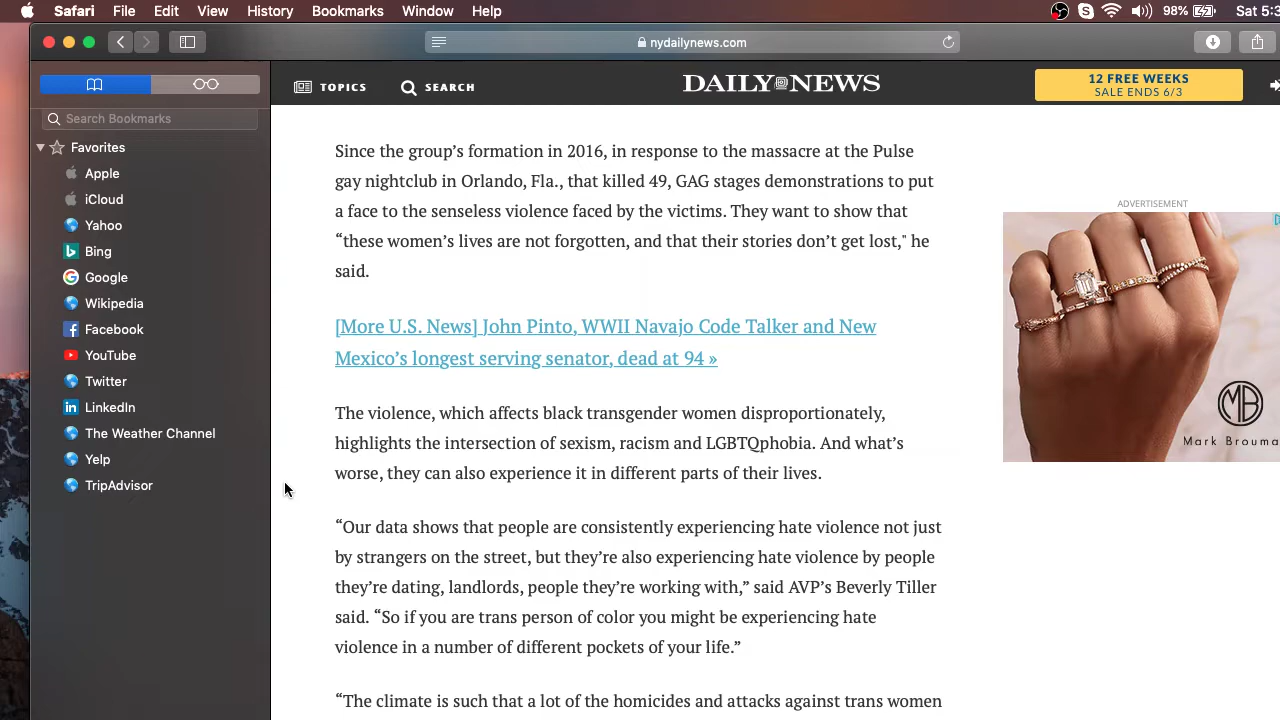 Safari File Edit View History Bookmarks Window Help 98% Sat 5:3
nydailynews.com
TOPICS SEARCH DAILY NEWS 12 FREE WEEKS
SALE ENDS 6/3
Search Bookmarks
Favorites
Apple
iCloud
Yahoo
Bing
Google
Wikipedia
Facebook
YouTube
Twitter
LinkedIn
The Weather Channel
Yelp
TripAdvisor
Since the group’s formation in 2016, in response to the massacre at the Pulse
gay nightclub in Orlando, Fla., that killed 49, GAG stages demonstrations to put
a face to the senseless violence faced by the victims. They want to show that
“these women’s lives are not forgotten, and that their stories don’t get lost," he
said.
[More U.S. News] John Pinto, WWII Navajo Code Talker and New
Mexico’s longest serving senator, dead at 94 »
The violence, which affects black transgender women disproportionately,
highlights the intersection of sexism, racism and LGBTQphobia. And what’s
worse, they can also experience it in different parts of their lives.
“Our data shows that people are consistently experiencing hate violence not just
by strangers on the street, but they’re also experiencing hate violence by people
they’re dating, landlords, people they’re working with,” said AVP’s Beverly Tiller
said. “So if you are trans person of color you might be experiencing hate
violence in a number of different pockets of your life.”
“The climate is such that a lot of the homicides and attacks against trans women
ADVERTISEMENT
MB
Mark Brouma